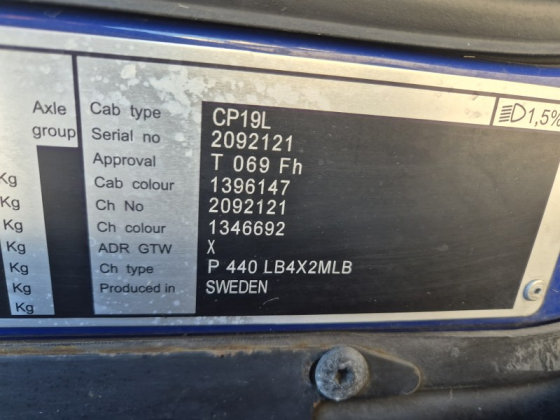 Axle group
Cab type CP19L
Serial no 2092121
Approval T 069 Fh
Cab colour 1396147
Ch No 2092121
Ch colour 1346692
ADR GTW X
Ch type P 440 LB4X2MLB
Produced in SWEDEN
1,5%
Kg
Kg
Kg
Kg
Kg
Kg
Kg